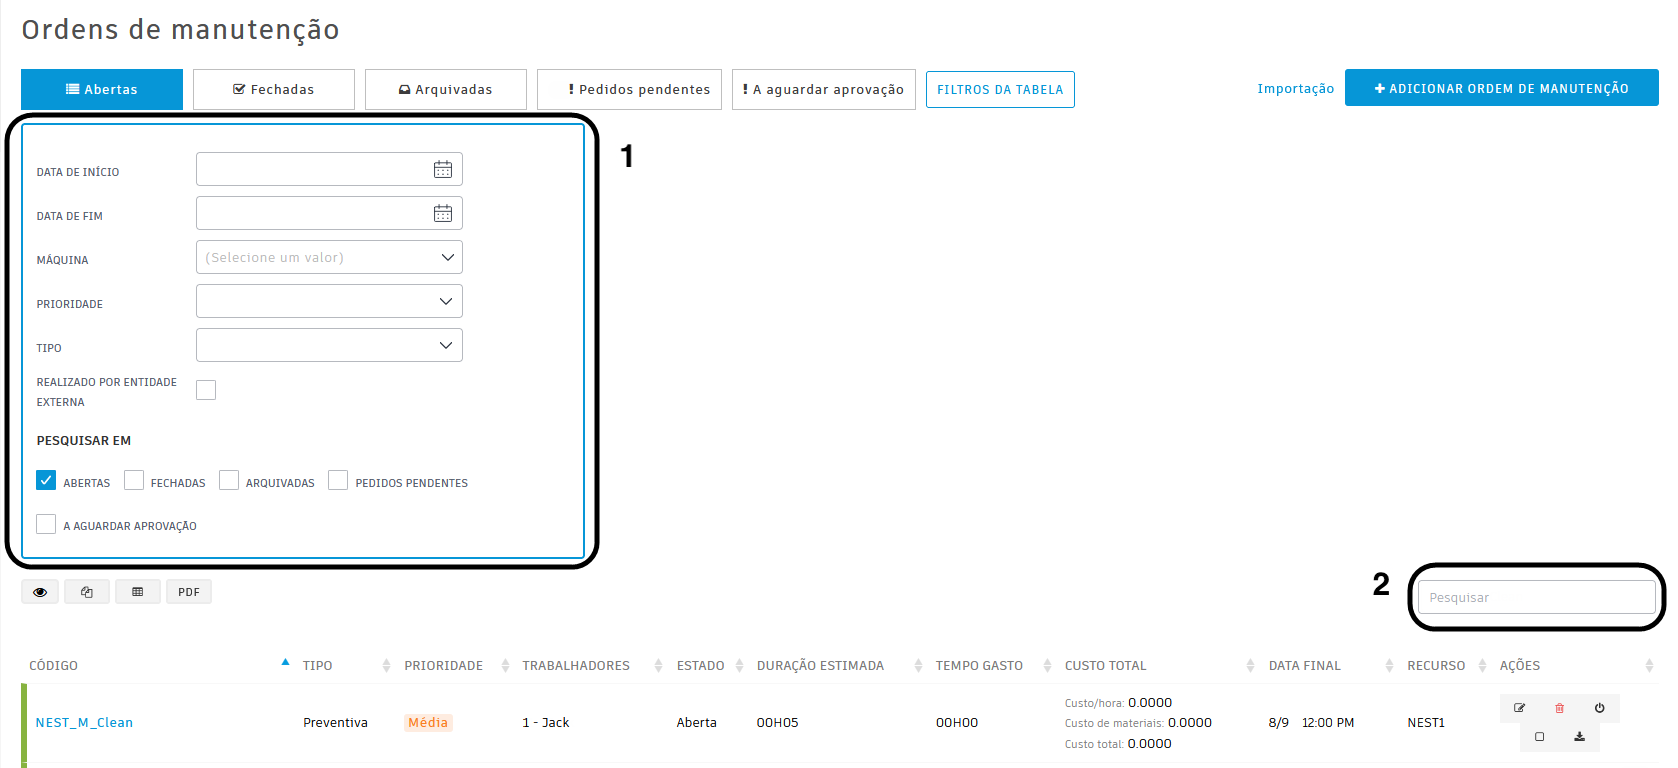 Ordens de manutenção
Abertas
Fechadas
Arquivadas
! Pedidos pendentes
! A aguardar aprovação
FILTROS DA TABELA
Importação
+ ADICIONAR ORDEM DE MANUTENÇÃO
1
DATA DE INÍCIO
DATA DE FIM
MÁQUINA
(Selecione um valor)
PRIORIDADE
TIPO
REALIZADO POR ENTIDADE
EXTERNA
PESQUISAR EM
ABERTAS
FECHADAS
ARQUIVADAS
PEDIDOS PENDENTES
A AGUARDAR APROVAÇÃO
PDF
2
Pesquisar
CÓDIGO TIPO PRIORIDADE TRABALHADORES ESTADO DURAÇÃO ESTIMADA TEMPO GASTO CUSTO TOTAL DATA FINAL RECURSO AÇÕES
NEST_M_Clean Preventiva Média 1 - Jack Aberta 00H05 00H00
Custo/hora: 0.0000
Custo de materiais: 0.0000
Custo total: 0.0000
8/9 12:00 PM NEST1